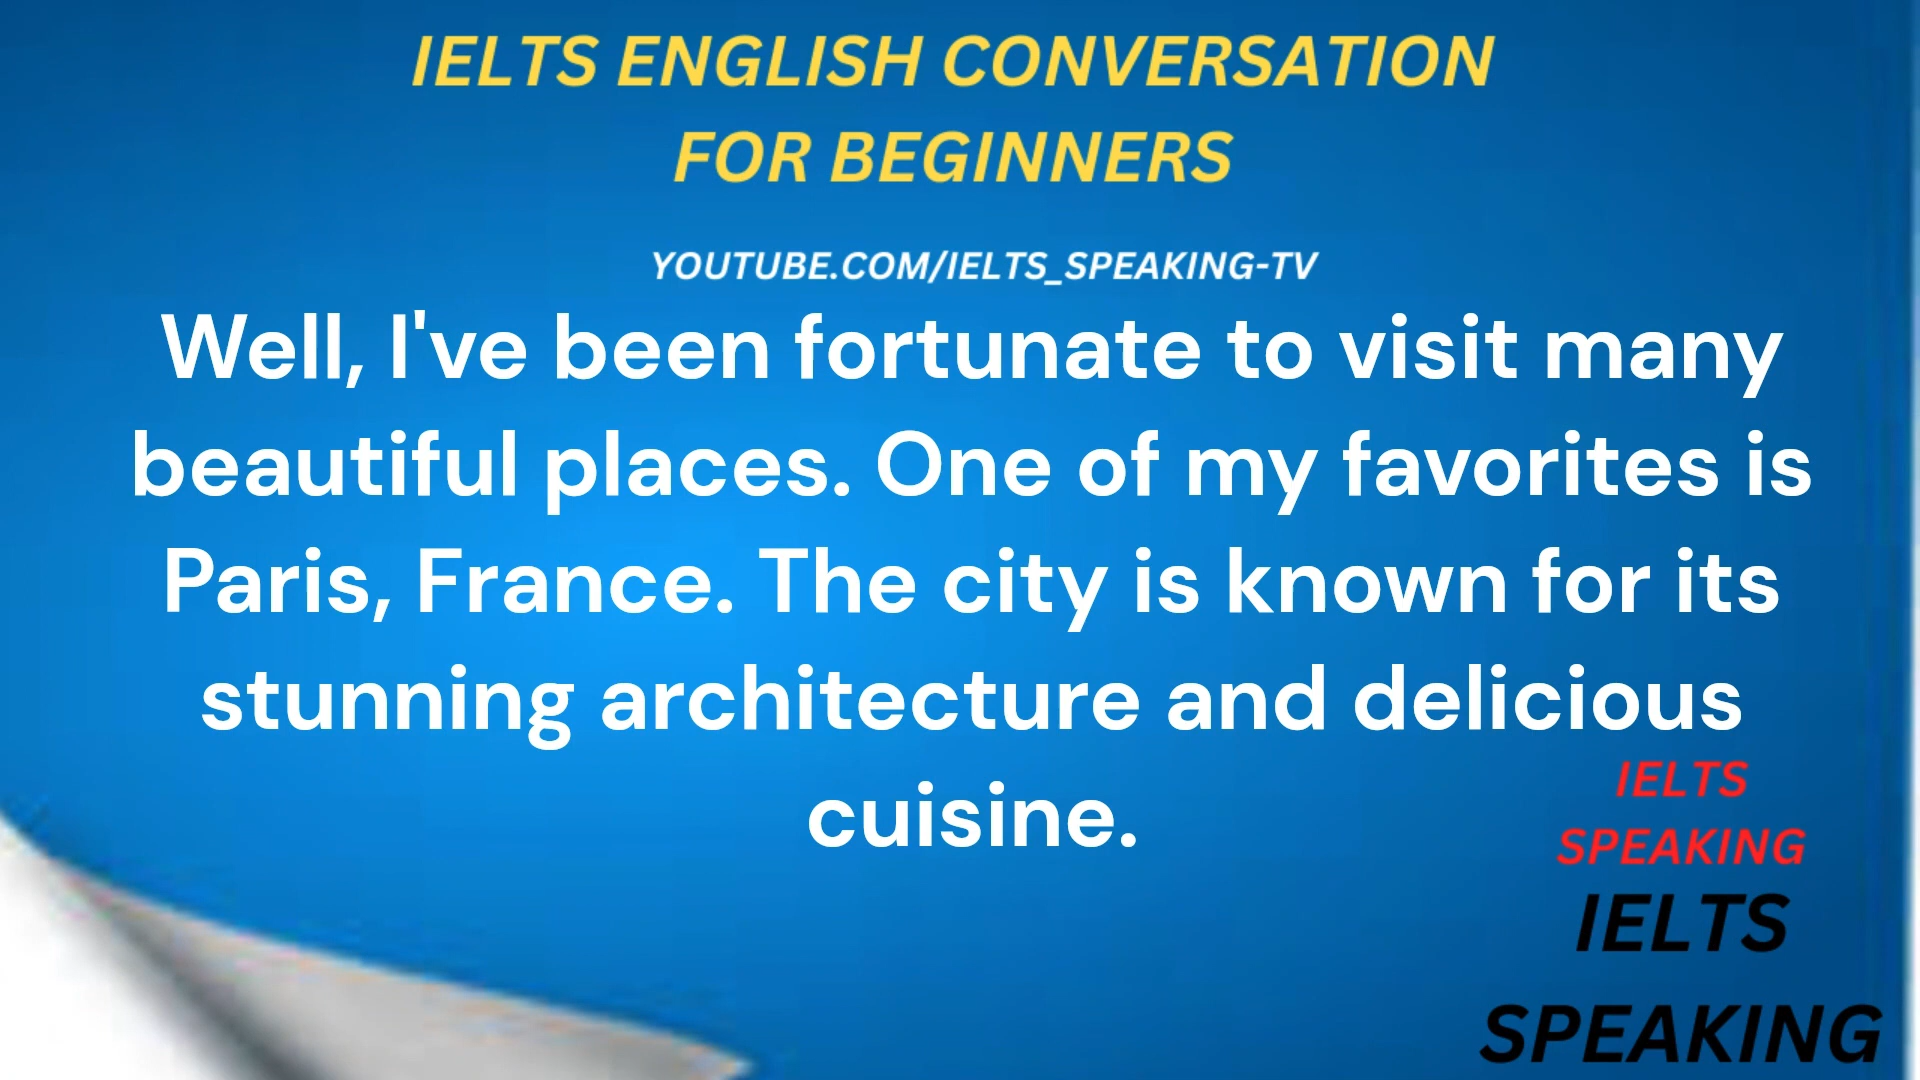 IELTS ENGLISH CONVERSATION
FOR BEGINNERS
YOUTUBE.COM/IELTS_SPEAKING-TV
Well, I've been fortunate to visit many
beautiful places. One of my favorites is
Paris, France. The city is known for its
stunning architecture and delicious
cuisine.
IELTS
SPEAKING
IELTS
SPEAKING